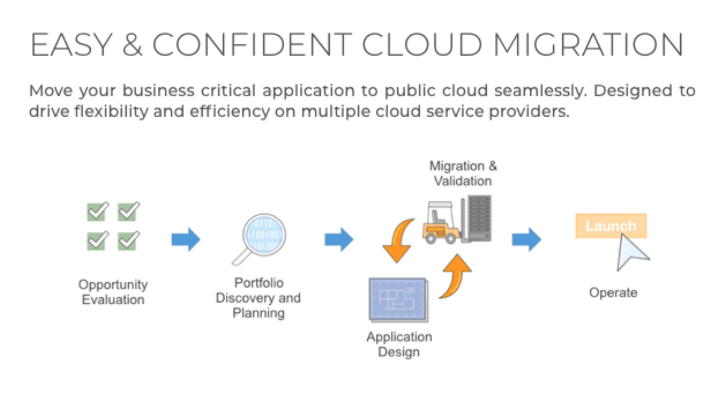 EASY & CONFIDENT CLOUD MIGRATION
Move your business critical application to public cloud seamlessly. Designed to
drive flexibility and efficiency on multiple cloud service providers.
Opportunity
Evaluation
Portfolio
Discovery and
Planning
Migration &
Validation
Application
Design
Launch
Operate